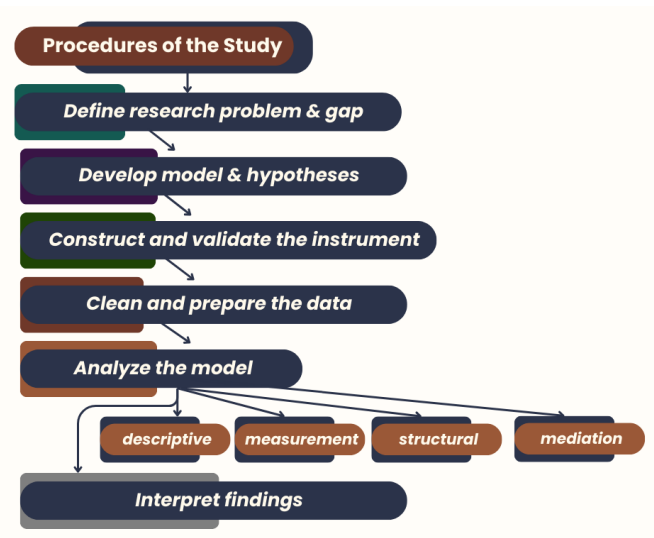 Procedures of the Study
Define research problem & gap
Develop model & hypotheses
Construct and validate the instrument
Clean and prepare the data
Analyze the model
descriptive
measurement
structural
mediation
Interpret findings